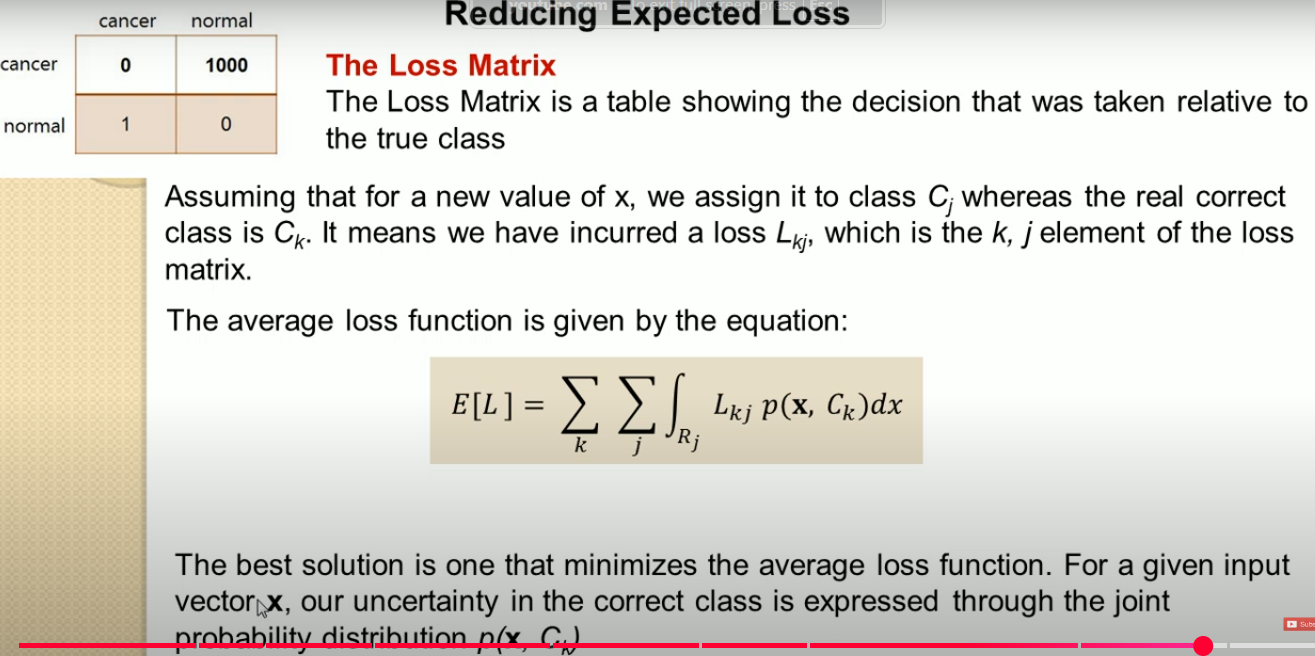 Reducing Expected Loss
cancer normal
cancer 0 1000
normal 1 0
The Loss Matrix
The Loss Matrix is a table showing the decision that was taken relative to
the true class
Assuming that for a new value of x, we assign it to class Cj whereas the real correct
class is Ck. It means we have incurred a loss Lkj, which is the k, j element of the loss
matrix.
The average loss function is given by the equation:
E[L] = ∑k ∑j ∫Rj Lkj p(x, Ck)dx
The best solution is one that minimizes the average loss function. For a given input
vector x, our uncertainty in the correct class is expressed through the joint
probability distribution p(x, Ck)